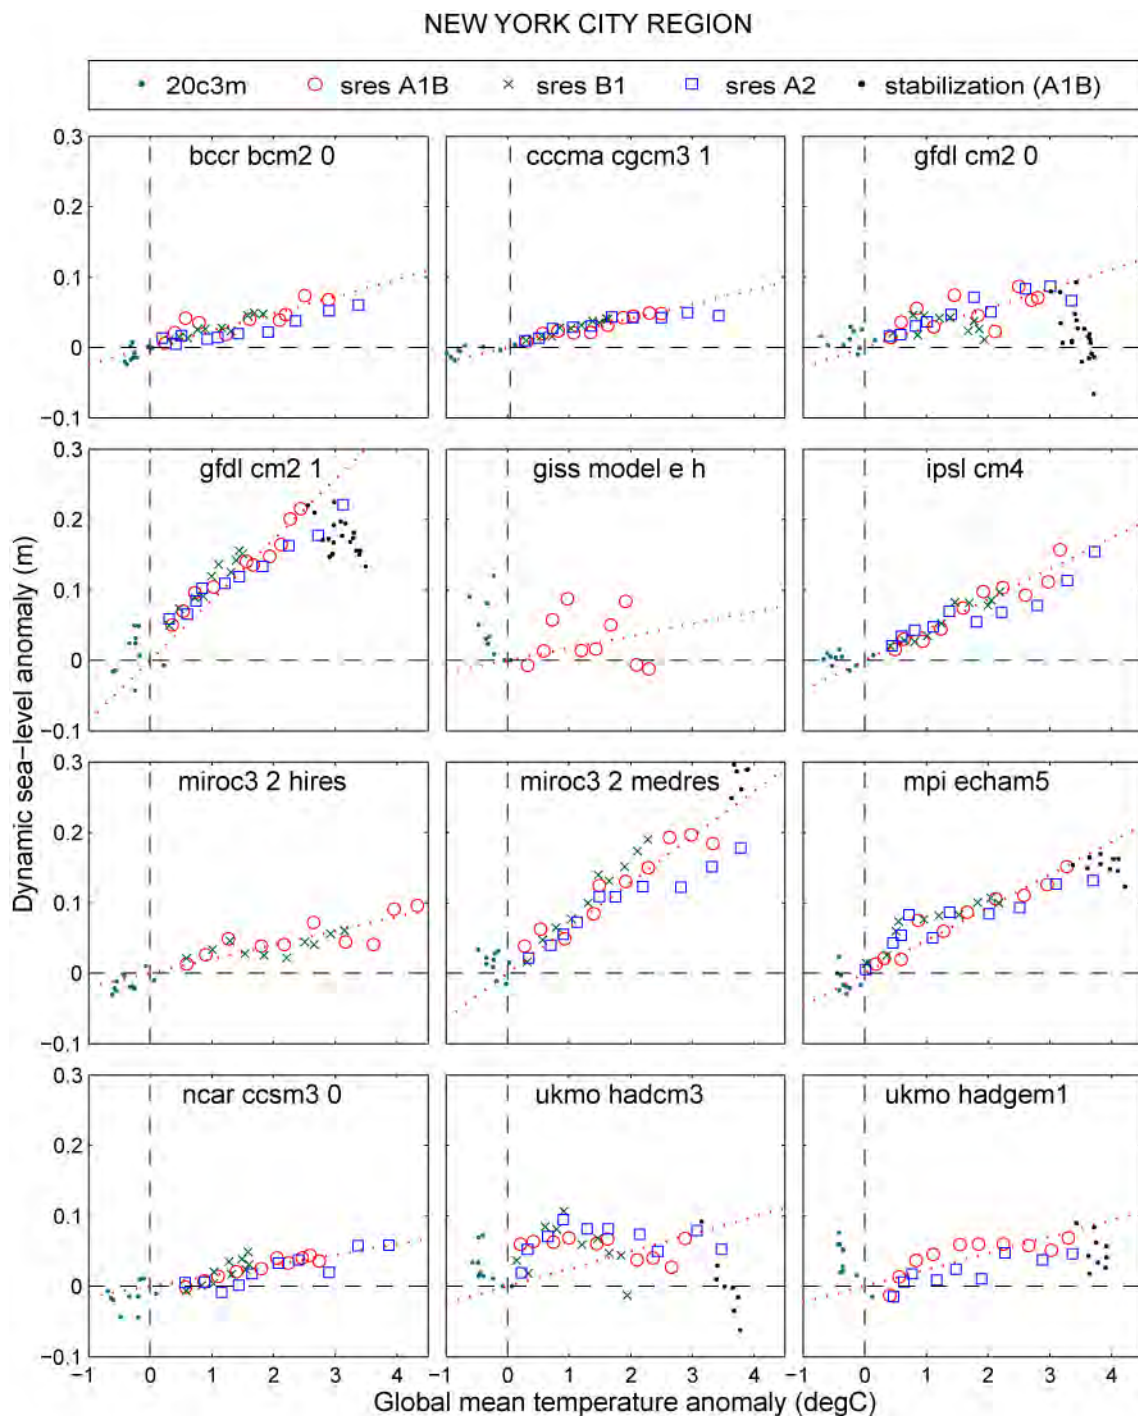 NEW YORK CITY REGION
20c3m sres A1B sres B1 sres A2 stabilization (A1B)
0.3
0.2
0.1
0
−0.1
bccr bcm2 0
cccma cgcm3 1
gfdl cm2 0
0.3
0.2
0.1
0
−0.1
gfdl cm2 1
giss model e h
ipsl cm4
Dynamic sea−level anomaly (m)
0.3
0.2
0.1
0
−0.1
miroc3 2 hires
miroc3 2 medres
mpi echam5
0.3
0.2
0.1
0
−0.1
ncar ccsm3 0
ukmo hadcm3
ukmo hadgem1
−1 0 1 2 3 4 −1 0 1 2 3 4 −1 0 1 2 3 4
Global mean temperature anomaly (degC)